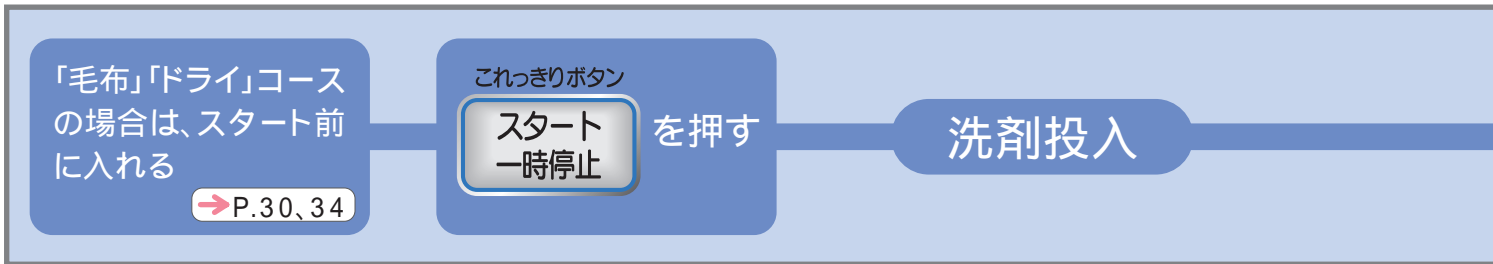 「毛布」「ドライ」コース
の場合は、スタート前
に入れる
→P.30、34
これっきりボタン
スタート
一時停止
を押す
洗剤投入